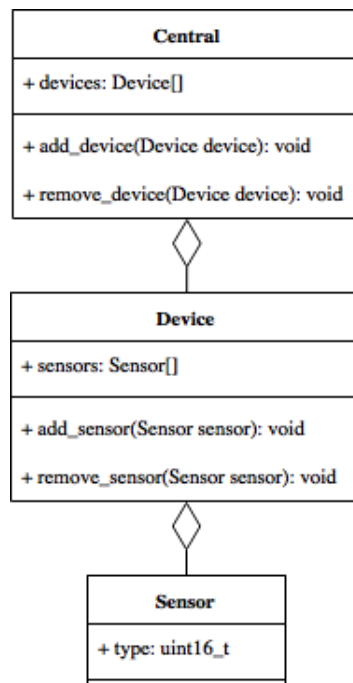 Central
+ devices: Device[]
+ add_device(Device device): void
+ remove_device(Device device): void
Device
+ sensors: Sensor[]
+ add_sensor(Sensor sensor): void
+ remove_sensor(Sensor sensor): void
Sensor
+ type: uint16_t